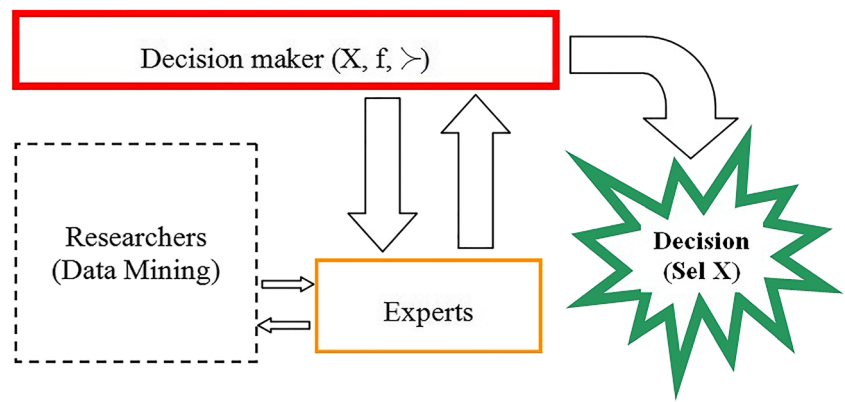 Decision maker (X, f, ≻)
Researchers
(Data Mining)
Experts
Decision
(Sel X)